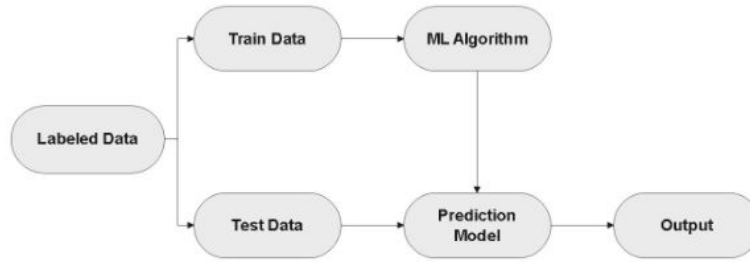 Train Data
ML Algorithm
Labeled Data
Test Data
Prediction
Model
Output